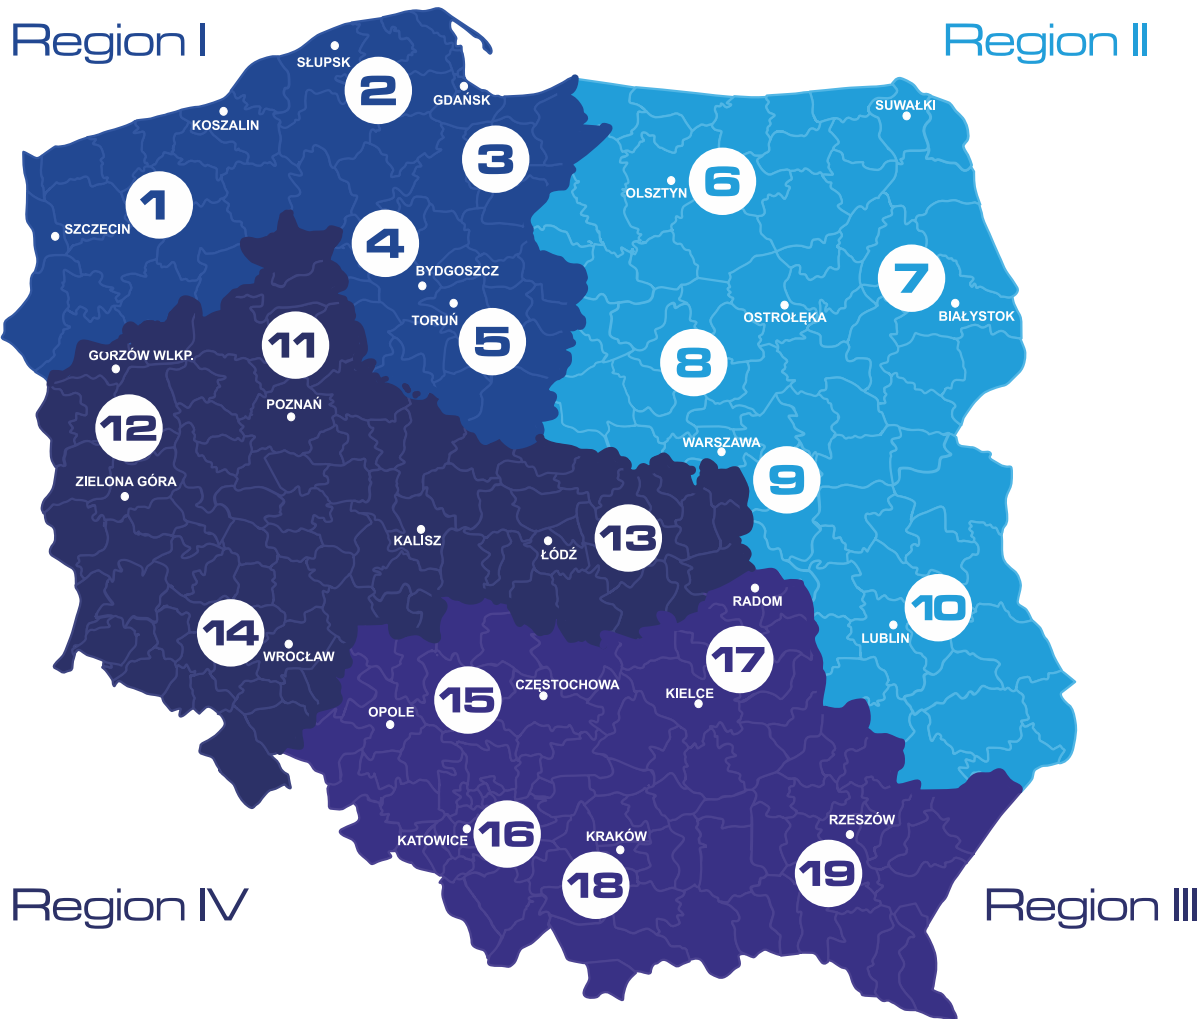 Region I
Region II
SŁUPSK
2
GDAŃSK
SUWAŁKI
KOSZALIN
3
OLSZTYN
6
1
SZCZECIN
4
BYDGOSZCZ
7
TORUŃ
OSTROŁĘKA
BIAŁYSTOK
5
11
GORZÓW WLKP.
8
POZNAŃ
12
WARSZAWA
9
ZIELONA GÓRA
KALISZ
13
ŁÓDŹ
RADOM
10
LUBLIN
14
WROCŁAW
17
15
CZĘSTOCHOWA
KIELCE
OPOLE
16
KATOWICE
KRAKÓW
RZESZÓW
18
19
Region IV
Region III